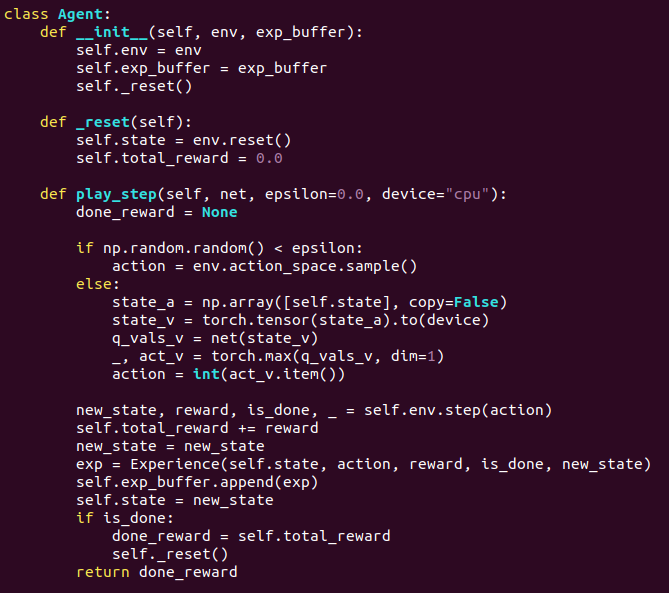 class Agent:
    def __init__(self, env, exp_buffer):
        self.env = env
        self.exp_buffer = exp_buffer
        self._reset()

    def _reset(self):
        self.state = env.reset()
        self.total_reward = 0.0

    def play_step(self, net, epsilon=0.0, device="cpu"):
        done_reward = None

        if np.random.random() < epsilon:
            action = env.action_space.sample()
        else:
            state_a = np.array([self.state], copy=False)
            state_v = torch.tensor(state_a).to(device)
            q_vals_v = net(state_v)
            _, act_v = torch.max(q_vals_v, dim=1)
            action = int(act_v.item())

        new_state, reward, is_done, _ = self.env.step(action)
        self.total_reward += reward
        new_state = new_state
        exp = Experience(self.state, action, reward, is_done, new_state)
        self.exp_buffer.append(exp)
        self.state = new_state
        if is_done:
            done_reward = self.total_reward
            self._reset()
        return done_reward